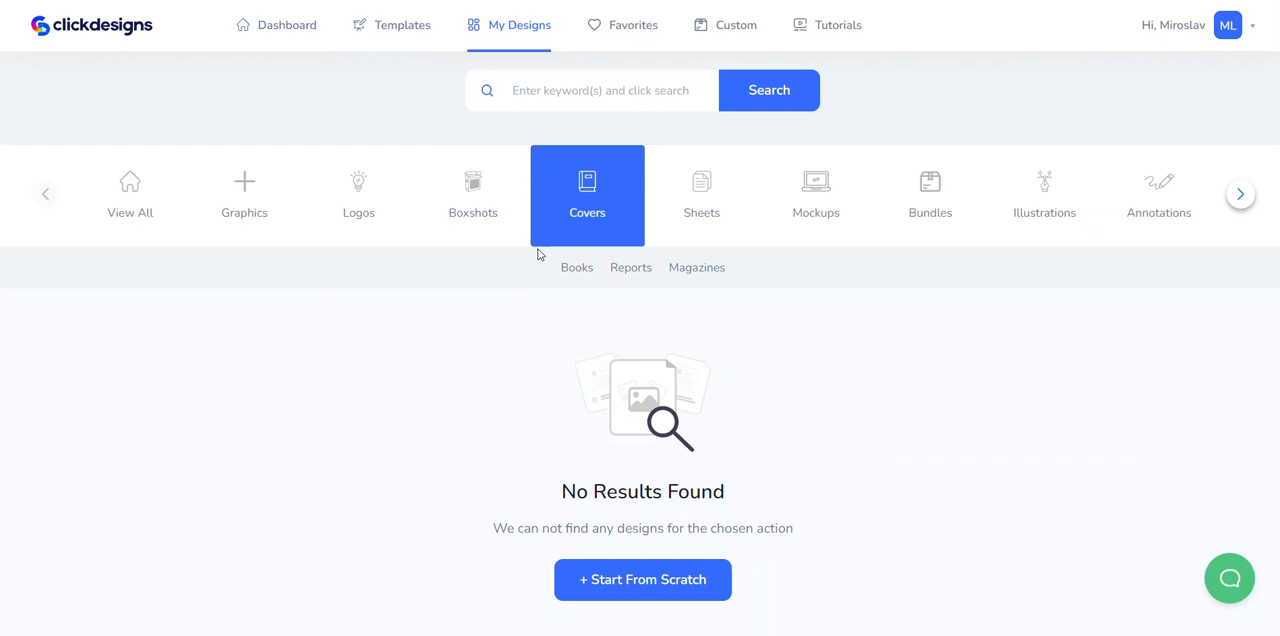 clickdesigns Dashboard Templates My Designs Favorites Custom Tutorials Hi, Miroslav ML
Enter keyword(s) and click search Search
View All Graphics Logos Boxshots Covers Sheets Mockups Bundles Illustrations Annotations
Books Reports Magazines
No Results Found
We can not find any designs for the chosen action
+ Start From Scratch